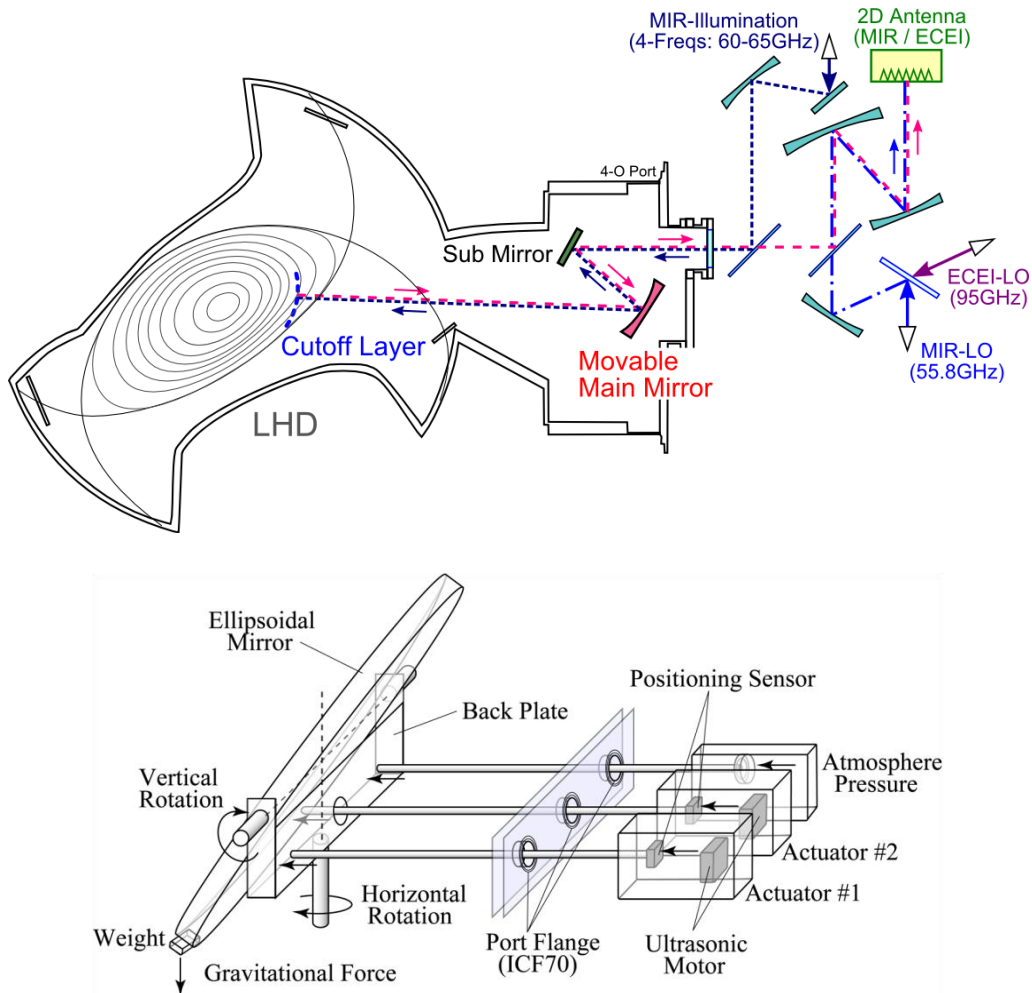 MIR-Illumination
(4-Freqs: 60-65GHz)
2D Antenna
(MIR / ECEI)
4-O Port
Sub Mirror
ECEI-LO
(95GHz)
Cutoff Layer
Movable
Main Mirror
MIR-LO
(55.8GHz)
LHD
Ellipsoidal
Mirror
Positioning Sensor
Back Plate
Atmosphere
Pressure
Vertical
Rotation
Actuator #2
Actuator #1
Horizontal
Rotation
Weight
Port Flange
(ICF70)
Ultrasonic
Motor
Gravitational Force